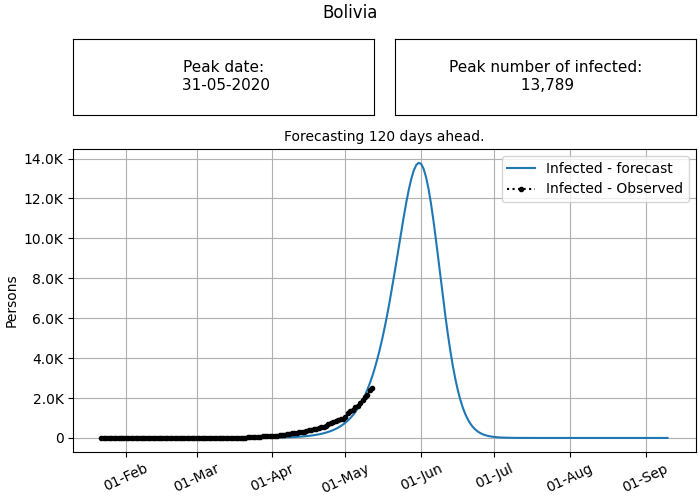 Bolivia
Peak date:
31-05-2020
Peak number of infected:
13,789
Forecasting 120 days ahead.
14.0K
12.0K
10.0K
8.0K
6.0K
4.0K
2.0K
0
Persons
Infected - forecast
Infected - Observed
01-Feb
01-Mar
01-Apr
01-May
01-Jun
01-Jul
01-Aug
01-Sep